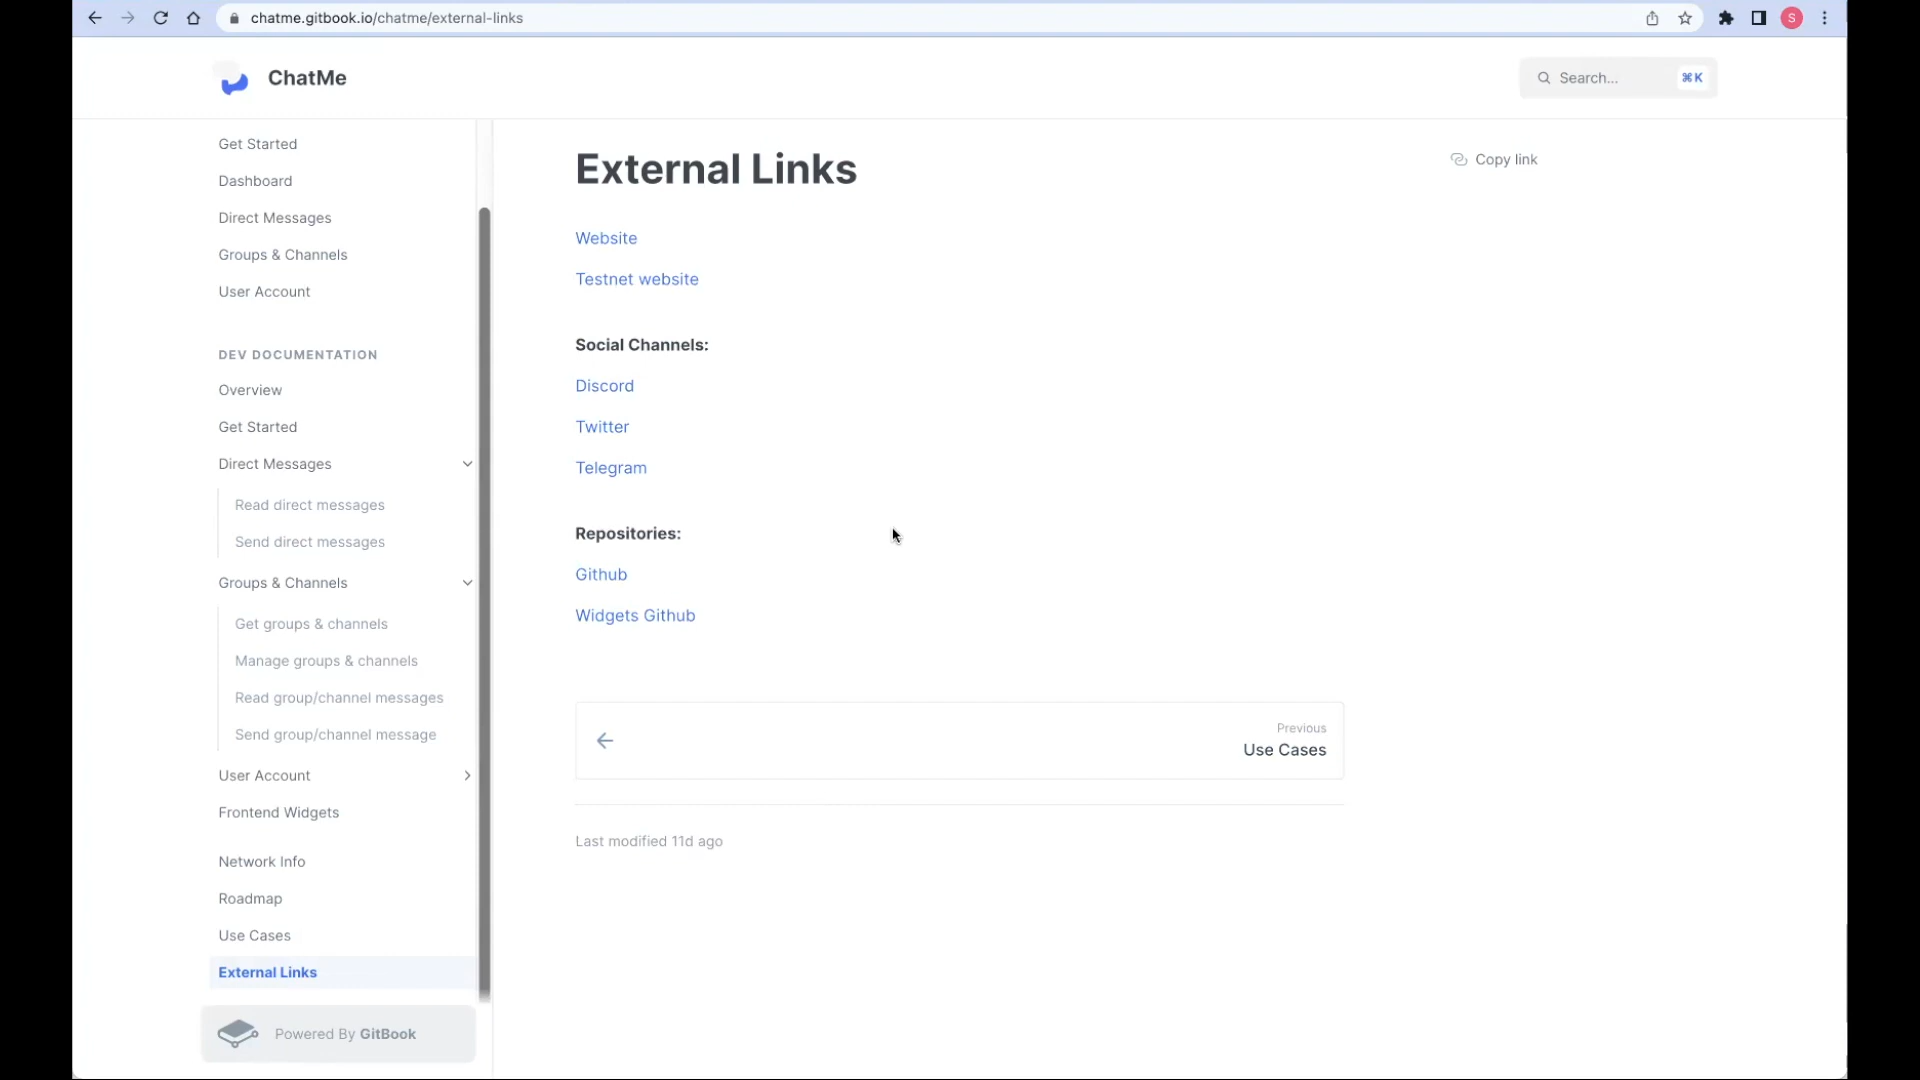 chatme.gitbook.io/chatme/external-links
S
ChatMe
Search...
⌘K
Get Started
Dashboard
Direct Messages
Groups & Channels
User Account
DEV DOCUMENTATION
Overview
Get Started
Direct Messages
Read direct messages
Send direct messages
Groups & Channels
Get groups & channels
Manage groups & channels
Read group/channel messages
Send group/channel message
User Account
Frontend Widgets
Network Info
Roadmap
Use Cases
External Links
Powered By GitBook
External Links
Copy link
Website
Testnet website
Social Channels:
Discord
Twitter
Telegram
Repositories:
Github
Widgets Github
Previous
Use Cases
Last modified 11d ago